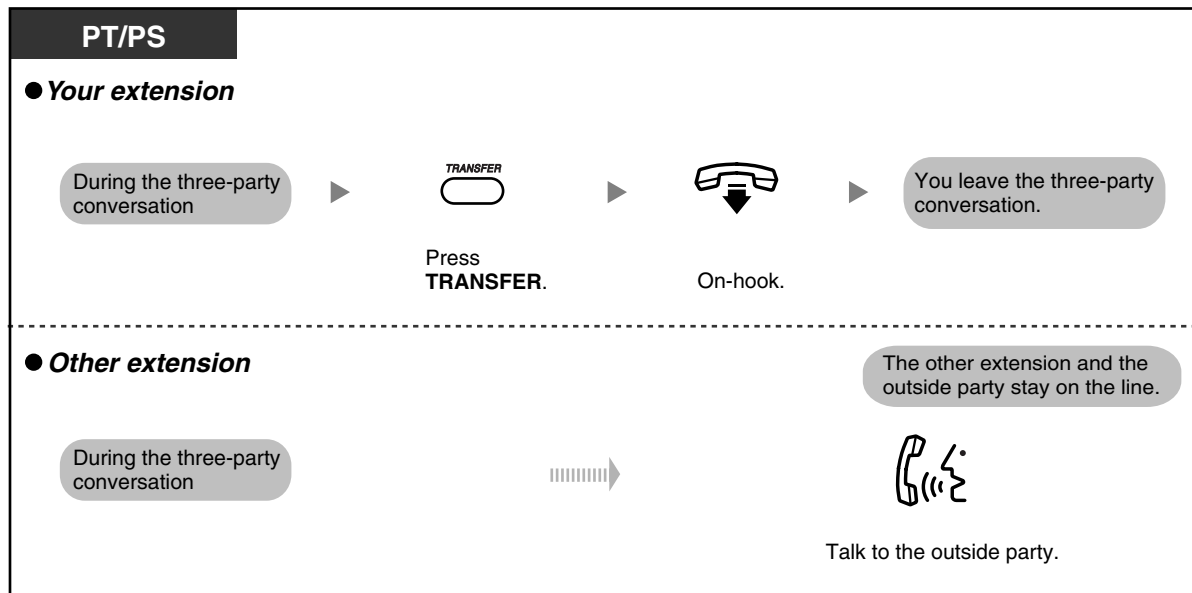 PT/PS
● Your extension
During the three-party
conversation
TRANSFER
Press
TRANSFER.
On-hook.
You leave the three-party
conversation.
● Other extension
During the three-party
conversation
The other extension and the
outside party stay on the line.
Talk to the outside party.